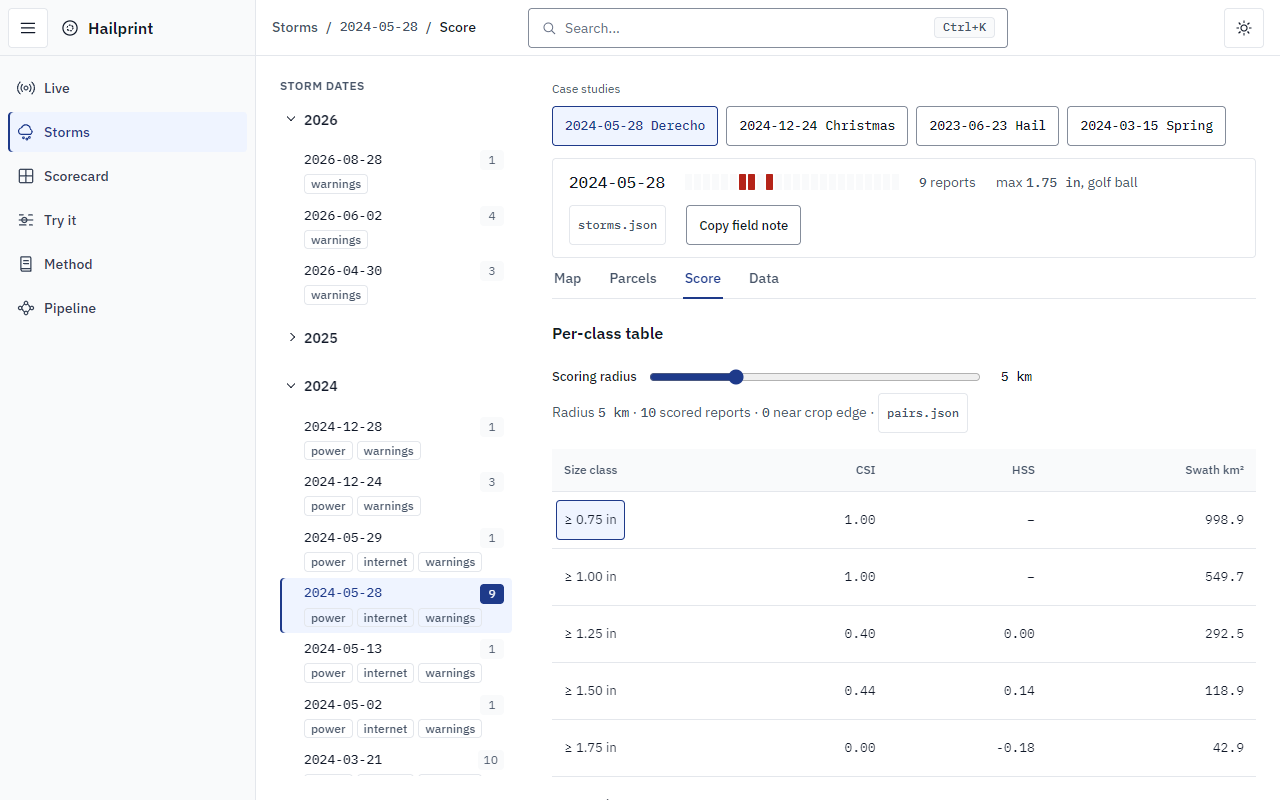 Hailprint
Storms / 2024-05-28 / Score
Search...
Ctrl+K
Live
Storms
Scorecard
Try it
Method
Pipeline
STORM DATES
2026
2026-08-28 1
warnings
2026-06-02 4
warnings
2026-04-30 3
warnings
2025
2024
2024-12-28 1
power warnings
2024-12-24 3
power warnings
2024-05-29 1
power internet warnings
2024-05-28 9
power internet warnings
2024-05-13 1
power internet warnings
2024-05-02 1
power internet warnings
2024-03-21 10
Case studies
2024-05-28 Derecho
2024-12-24 Christmas
2023-06-23 Hail
2024-03-15 Spring
2024-05-28 9 reports max 1.75 in, golf ball
storms.json Copy field note
Map Parcels Score Data
Per-class table
Scoring radius 5 km
Radius 5 km · 10 scored reports · 0 near crop edge · pairs.json
Size class CSI HSS Swath km²
≥ 0.75 in 1.00 – 998.9
≥ 1.00 in 1.00 – 549.7
≥ 1.25 in 0.40 0.00 292.5
≥ 1.50 in 0.44 0.14 118.9
≥ 1.75 in 0.00 -0.18 42.9